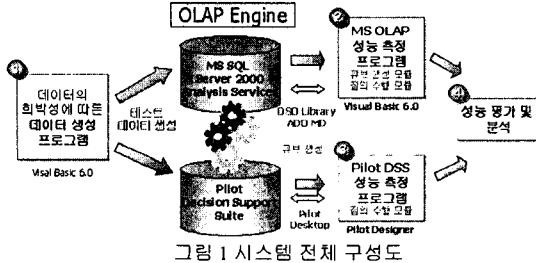 OLAP Engine
데이터의
희박성에 따른
데이터 생성
프로그램
Visal Basic 6.0
테스트
데이터 생성
MS SQL
Server 2000
Analysis Services
DSO Library
ADO MD
큐브 생성
Pilot
Decision Support
Suite
Pilot
Desktop
MS OLAP
성능 측정
프로그램
큐브 생성 모듈
질의 수행 모듈
Visual Basic 6.0
Pilot DSS
성능 측정
프로그램
질의 수행 모듈
Pilot Designer
성능 평가 및
분석
그림 1 시스템 전체 구성도